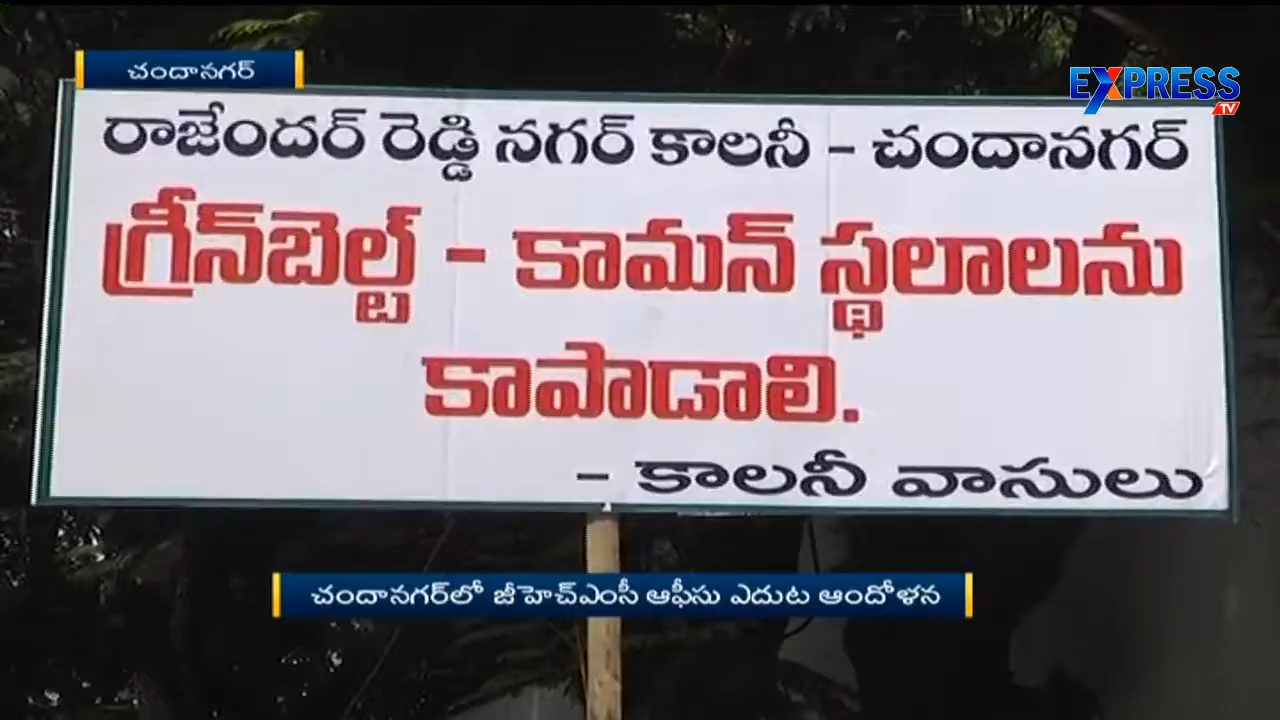 చందానగర్
EXPRESS TV
రాజేందర్ రెడ్డి నగర్ కాలనీ - చందానగర్
గ్రీన్‌బెల్ట్ - కామన్ స్థలాలను
కాపాడాలి.
- కాలనీ వాసులు
చందానగర్‌లో జీహెచ్ఎంసీ ఆఫీసు ఎదుట ఆందోళన